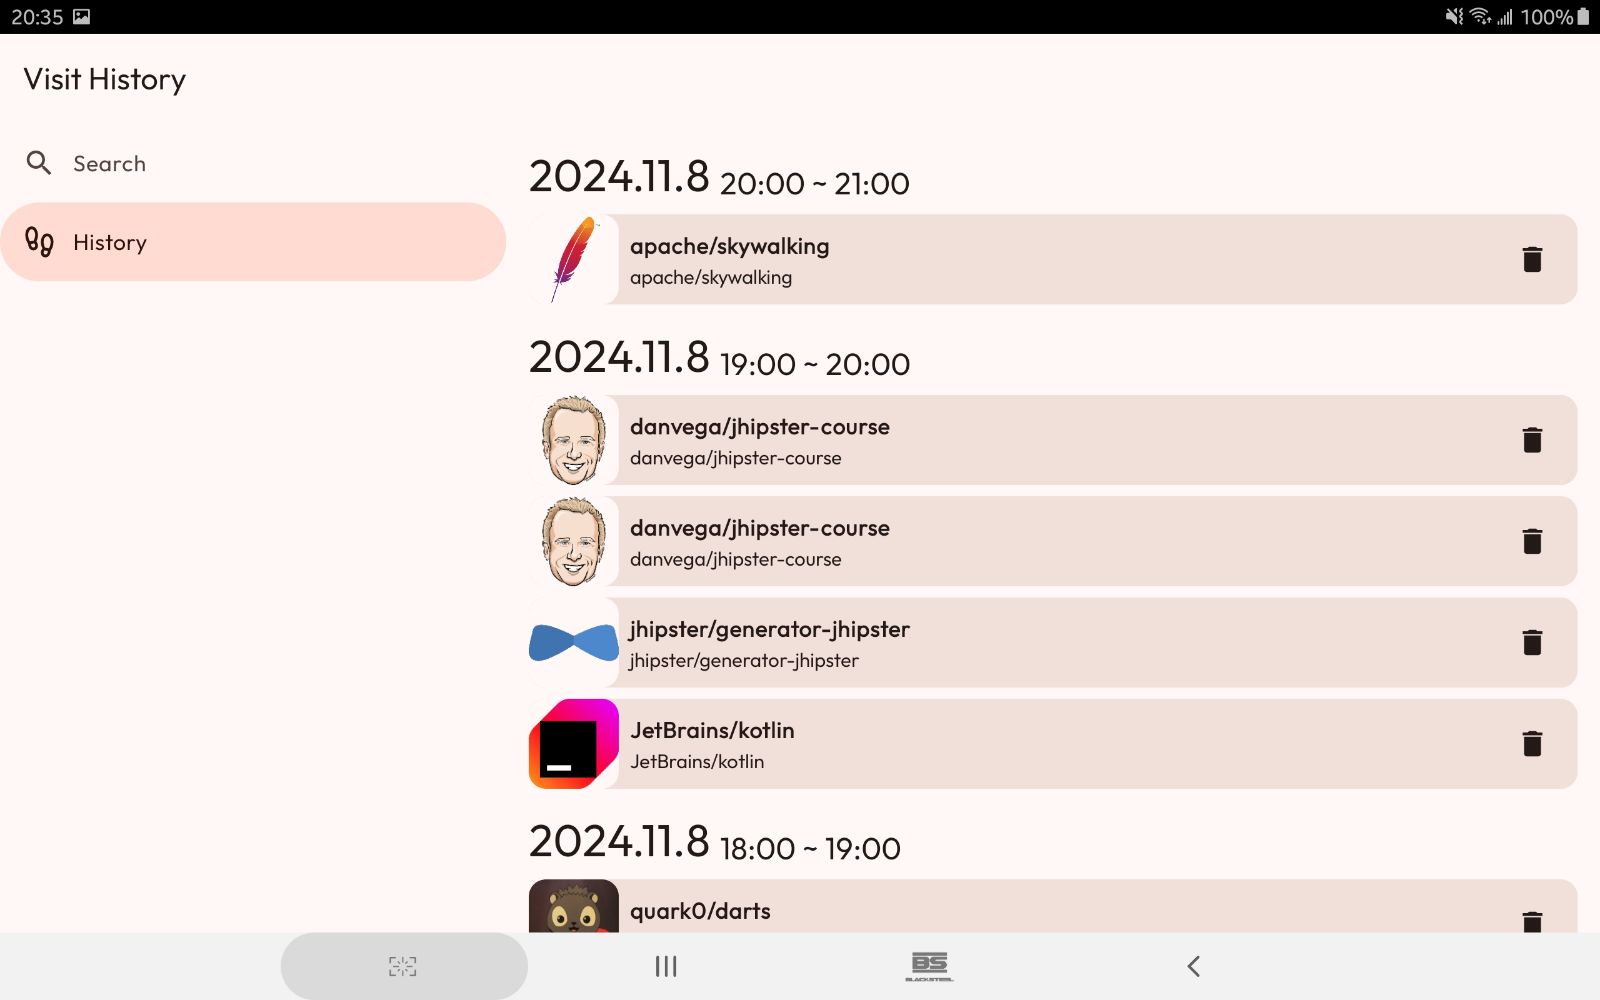 20:35
100%
Visit History
Search
History
2024.11.8 20:00 ~ 21:00
apache/skywalking
apache/skywalking
2024.11.8 19:00 ~ 20:00
danvega/jhipster-course
danvega/jhipster-course
danvega/jhipster-course
danvega/jhipster-course
jhipster/generator-jhipster
jhipster/generator-jhipster
JetBrains/kotlin
JetBrains/kotlin
2024.11.8 18:00 ~ 19:00
quark0/darts
BS
BLACKSTEEL